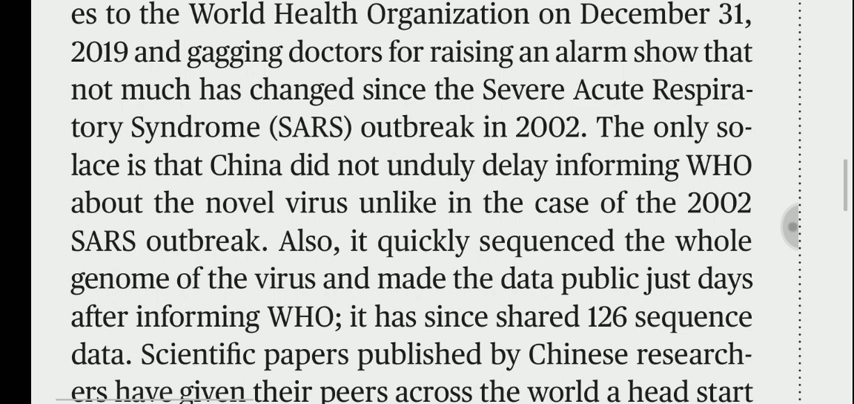 es to the World Health Organization on December 31,
2019 and gagging doctors for raising an alarm show that
not much has changed since the Severe Acute Respira-
tory Syndrome (SARS) outbreak in 2002. The only so-
lace is that China did not unduly delay informing WHO
about the novel virus unlike in the case of the 2002
SARS outbreak. Also, it quickly sequenced the whole
genome of the virus and made the data public just days
after informing WHO; it has since shared 126 sequence
data. Scientific papers published by Chinese research-
ers have given their peers across the world a head start